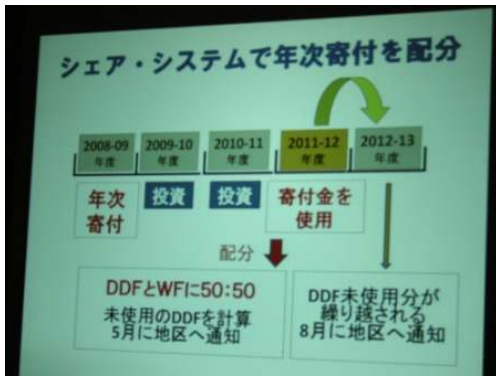 シェア・システムで年次寄付を配分
2008-09
年度
2009-10
年度
2010-11
年度
2011-12
年度
2012-13
年度
年次
寄付
投資
投資
寄付金を
使用
配分
DDFとWFに50:50
未使用のDDFを計算
5月に地区へ通知
DDF未使用分が
繰り越される
8月に地区へ通知